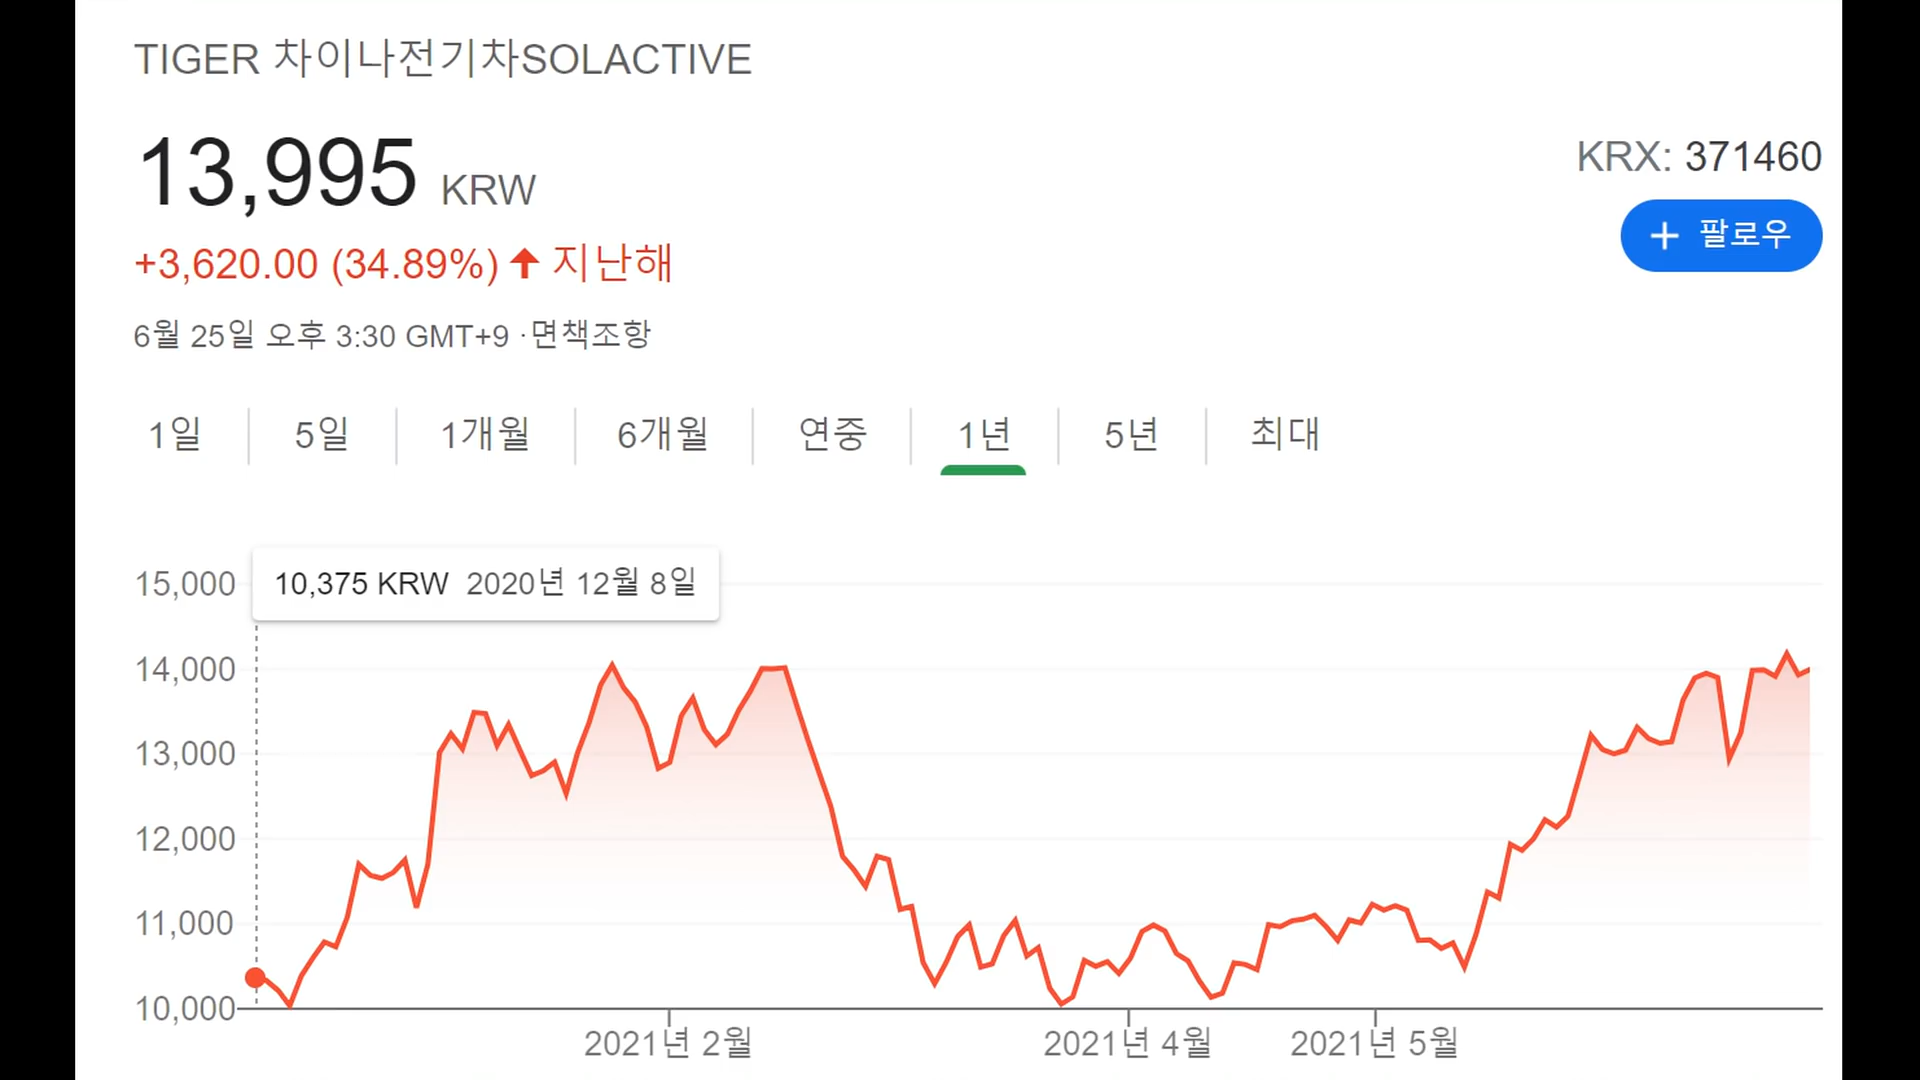 TIGER 차이나전기차SOLACTIVE
13,995 KRW
KRX: 371460
+ 팔로우
+3,620.00 (34.89%) ↑ 지난해
6월 25일 오후 3:30 GMT+9 ·면책조항
1일 5일 1개월 6개월 연중 1년 5년 최대
10,375 KRW 2020년 12월 8일
15,000
14,000
13,000
12,000
11,000
10,000
2021년 2월 2021년 4월 2021년 5월